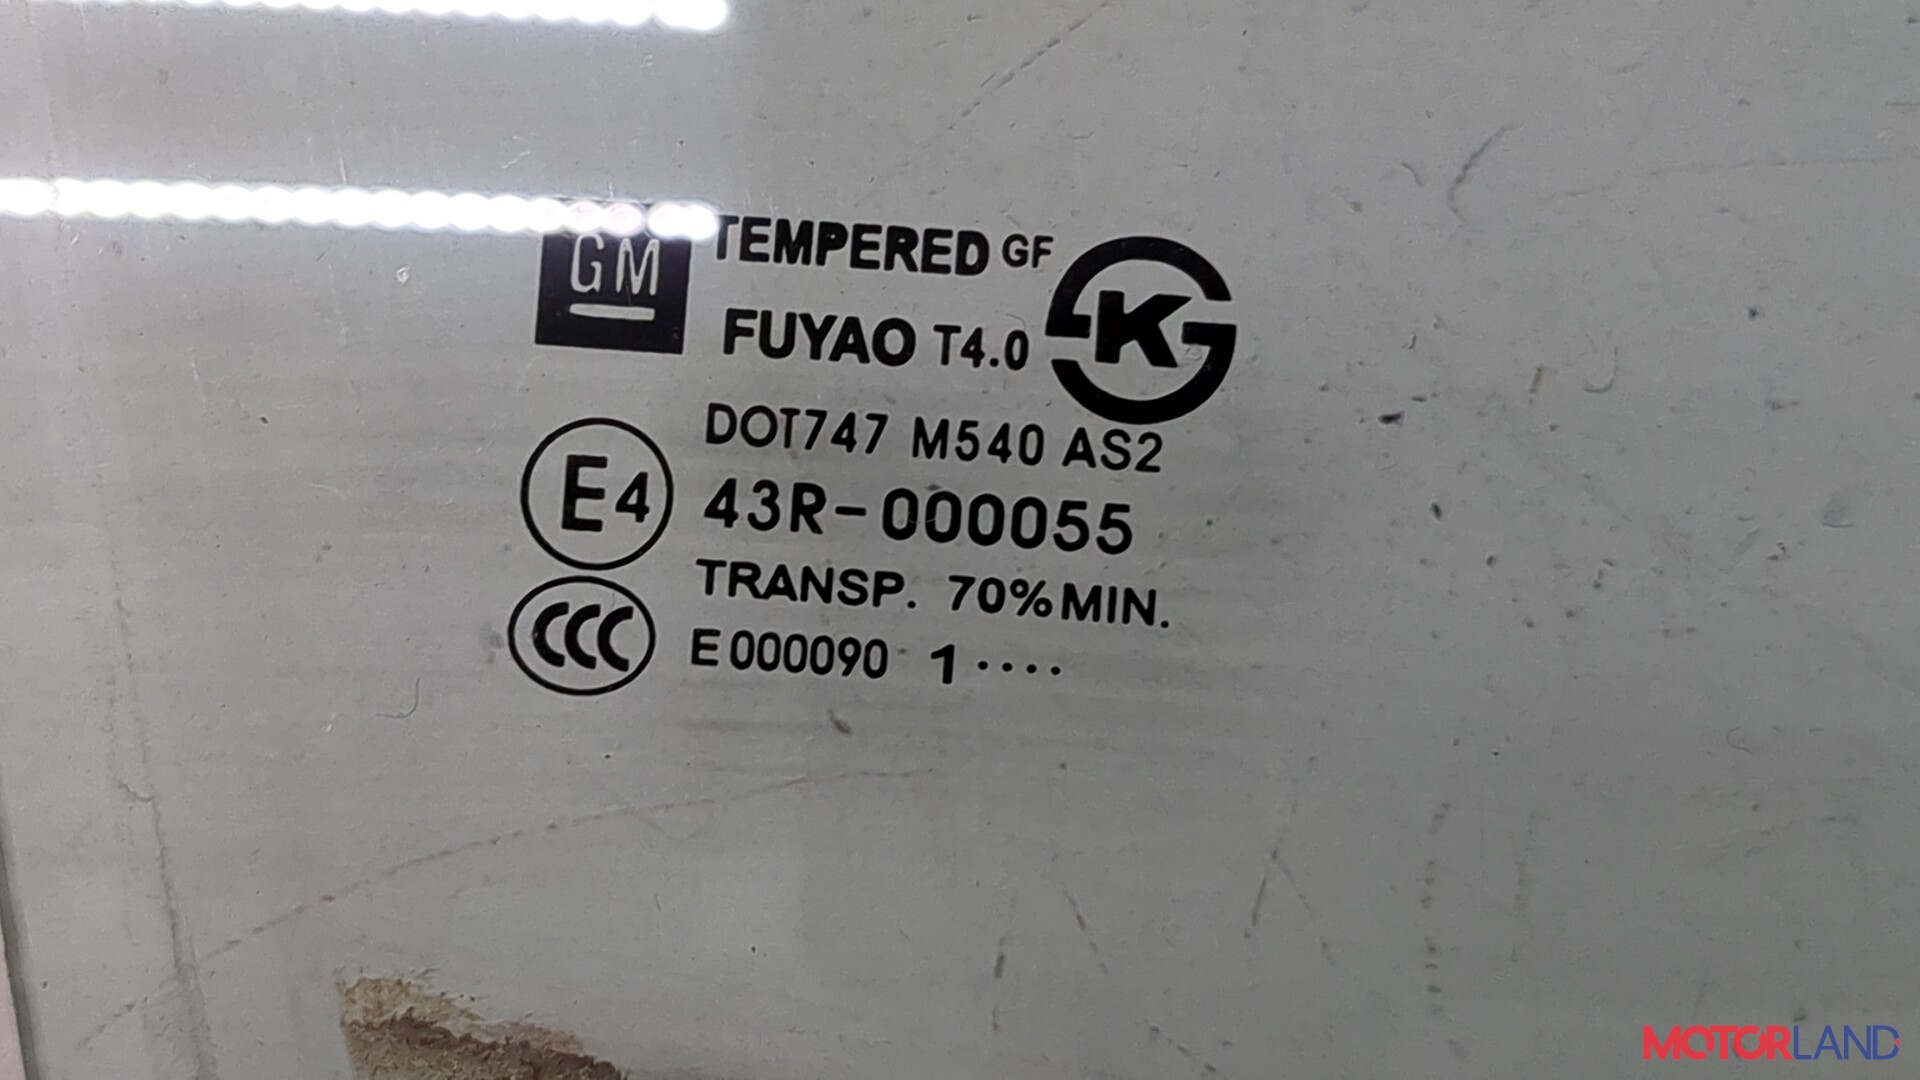 GM
TEMPERED GF
FUYAO T4.0
K
DOT747 M540 AS2
E4
43R-000055
TRANSP. 70% MIN.
CCC
E000090 1 ····
MOTORLAND